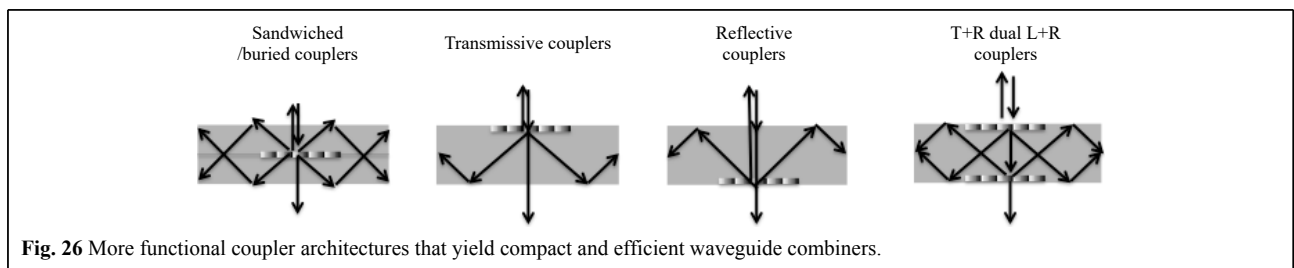 Sandwiched
/buried couplers
Transmissive couplers
Reflective
couplers
T+R dual L+R
couplers
Fig. 26 More functional coupler architectures that yield compact and efficient waveguide combiners.